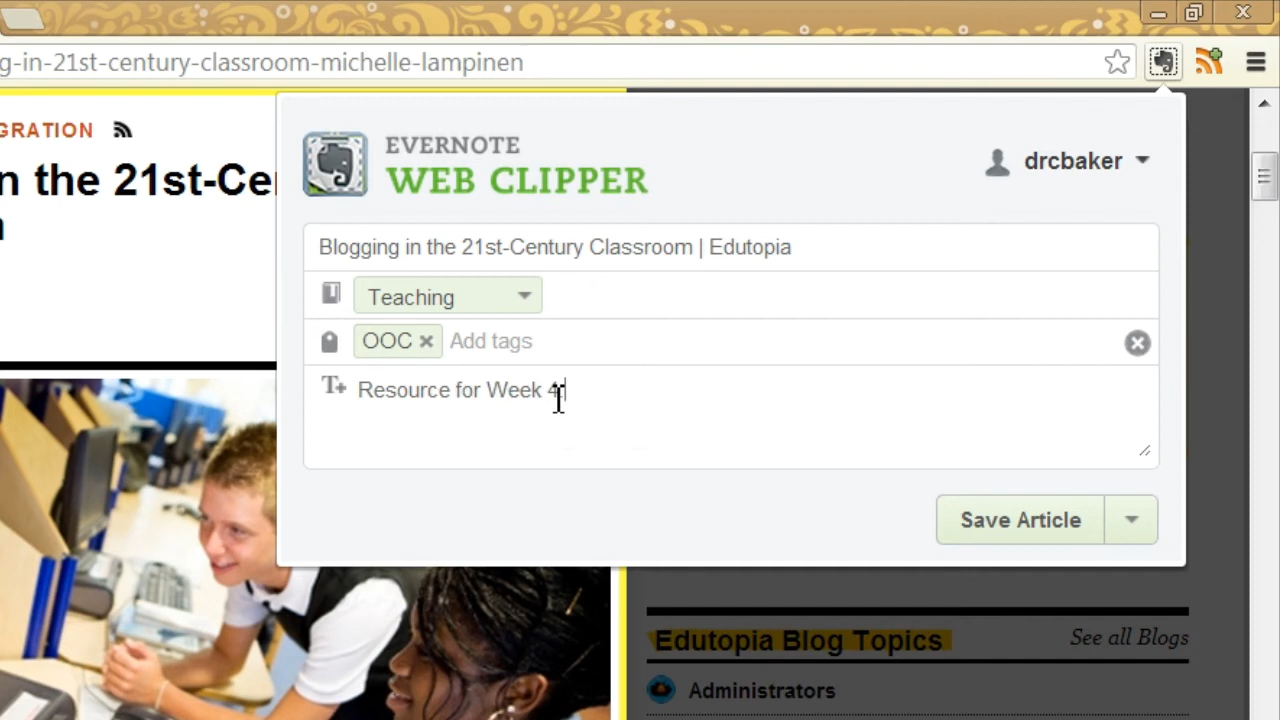 g-in-21st-century-classroom-michelle-lampinen
GRATION
n the 21st-Ce
EVERNOTE
WEB CLIPPER
drcbaker
Blogging in the 21st-Century Classroom | Edutopia
Teaching
OOC
Add tags
Resource for Week 4
Save Article
Edutopia Blog Topics
See all Blogs
Administrators